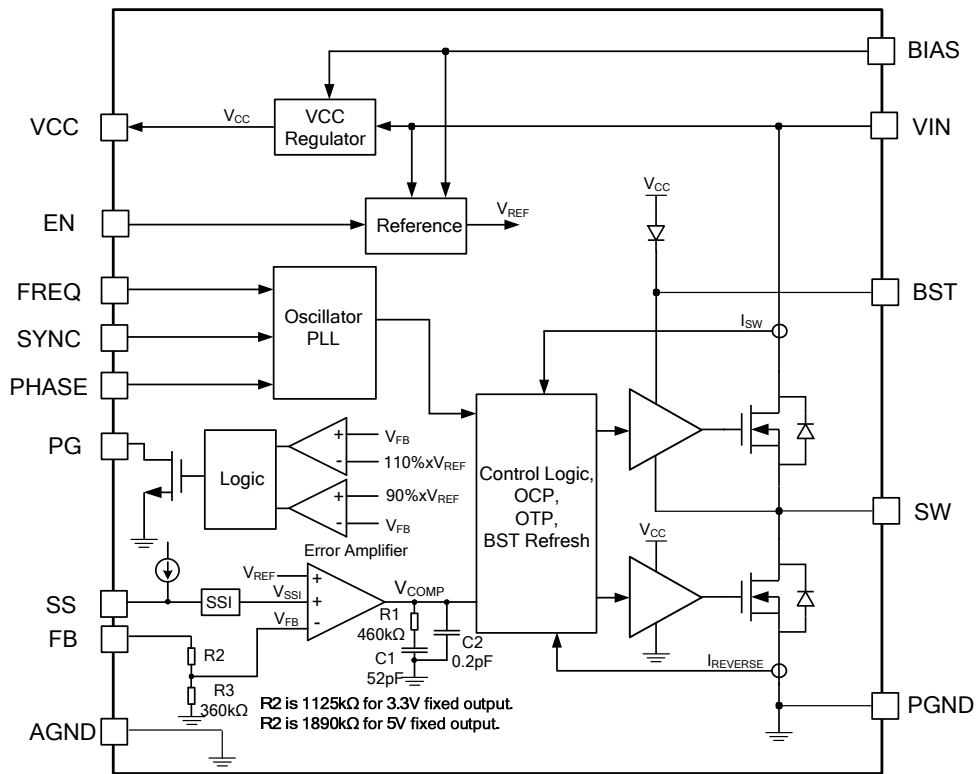 BIAS
VCC
Regulator
VCC
VCC
VIN
EN
Reference
VREF
VCC
FREQ
SYNC
PHASE
Oscillator
PLL
BST
ISW
PG
Logic
+
-
VFB
110%xVREF
+
-
90%xVREF
VFB
Control Logic,
OCP,
OTP,
BST Refresh
SW
VCC
Error Amplifier
SS
SSI
VREF
VSSI
VFB
+
+
-
VCOMP
R1
460kΩ
C1
52pF
C2
0.2pF
IREVERSE
FB
R2
R3
360kΩ
R2 is 1125kΩ for 3.3V fixed output.
R2 is 1890kΩ for 5V fixed output.
AGND
PGND